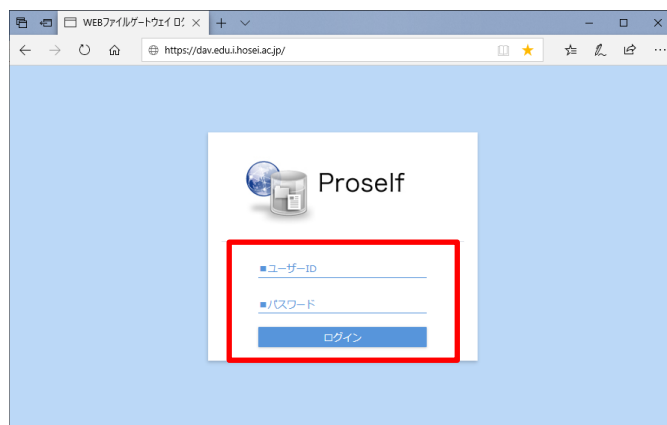 WEBファイルゲートウェイ ログ
https://dav.edu.i.hosei.ac.jp/
Proself
■ユーザーID
■パスワード
ログイン